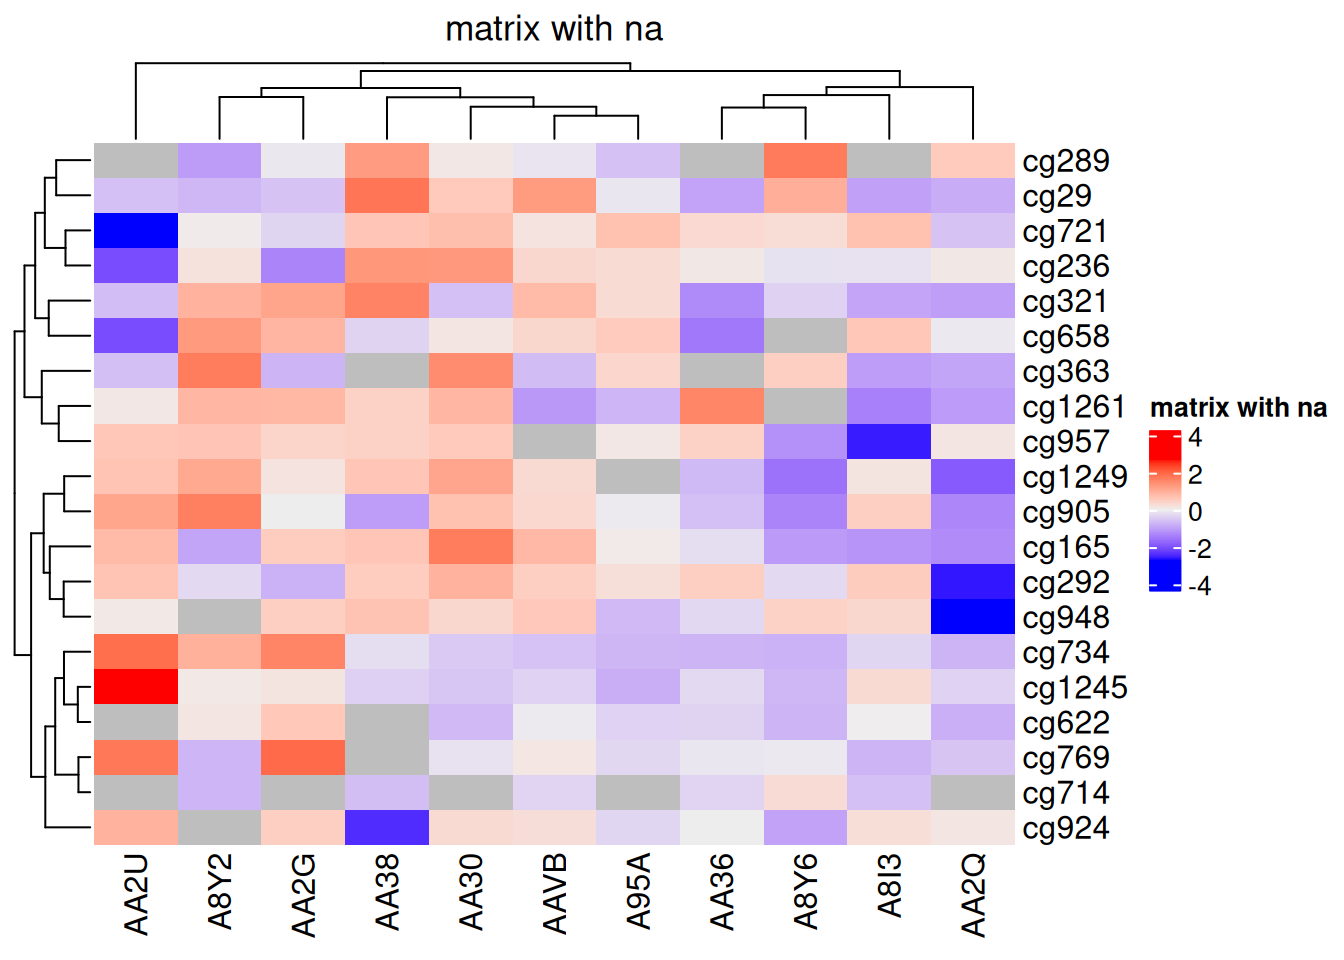 matrix with na
cg289
cg29
cg721
cg236
cg321
cg658
cg363
cg1261
cg957
cg1249
cg905
cg165
cg292
cg948
cg734
cg1245
cg622
cg769
cg714
cg924
matrix with na
4
2
0
-2
-4
AA2U
A8Y2
AA2G
AA38
AA30
AAVB
A95A
AA36
A8Y6
A8I3
AA2Q